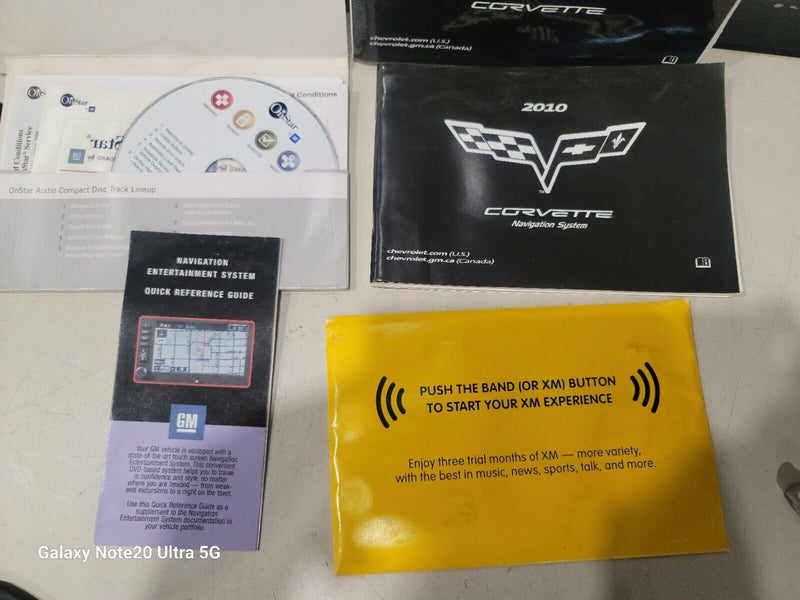 CORVETTE
chevrolet.com (U.S.)
chevrolet.gm.ca (Canada)
2010
CORVETTE
Navigation System
chevrolet.com (U.S.)
chevrolet.gm.ca (Canada)
OnStar
OnStar
OnStar
Conditions
OnStar Audio Compact Disc Track Lineup
NAVIGATION
ENTERTAINMENT SYSTEM
QUICK REFERENCE GUIDE
GM
Your GM vehicle is equipped with a
state-of-the-art touch screen Navigation
Entertainment System. This convenient
DVD-based system helps you to travel
in confidence and style, no matter
where you are headed — from week-
end excursions to a night on the town.
Use this Quick Reference Guide as a
supplement to the Navigation
Entertainment System documentation in
your vehicle portfolio.
PUSH THE BAND (OR XM) BUTTON
TO START YOUR XM EXPERIENCE
Enjoy three trial months of XM — more variety,
with the best in music, news, sports, talk, and more.
Galaxy Note20 Ultra 5G